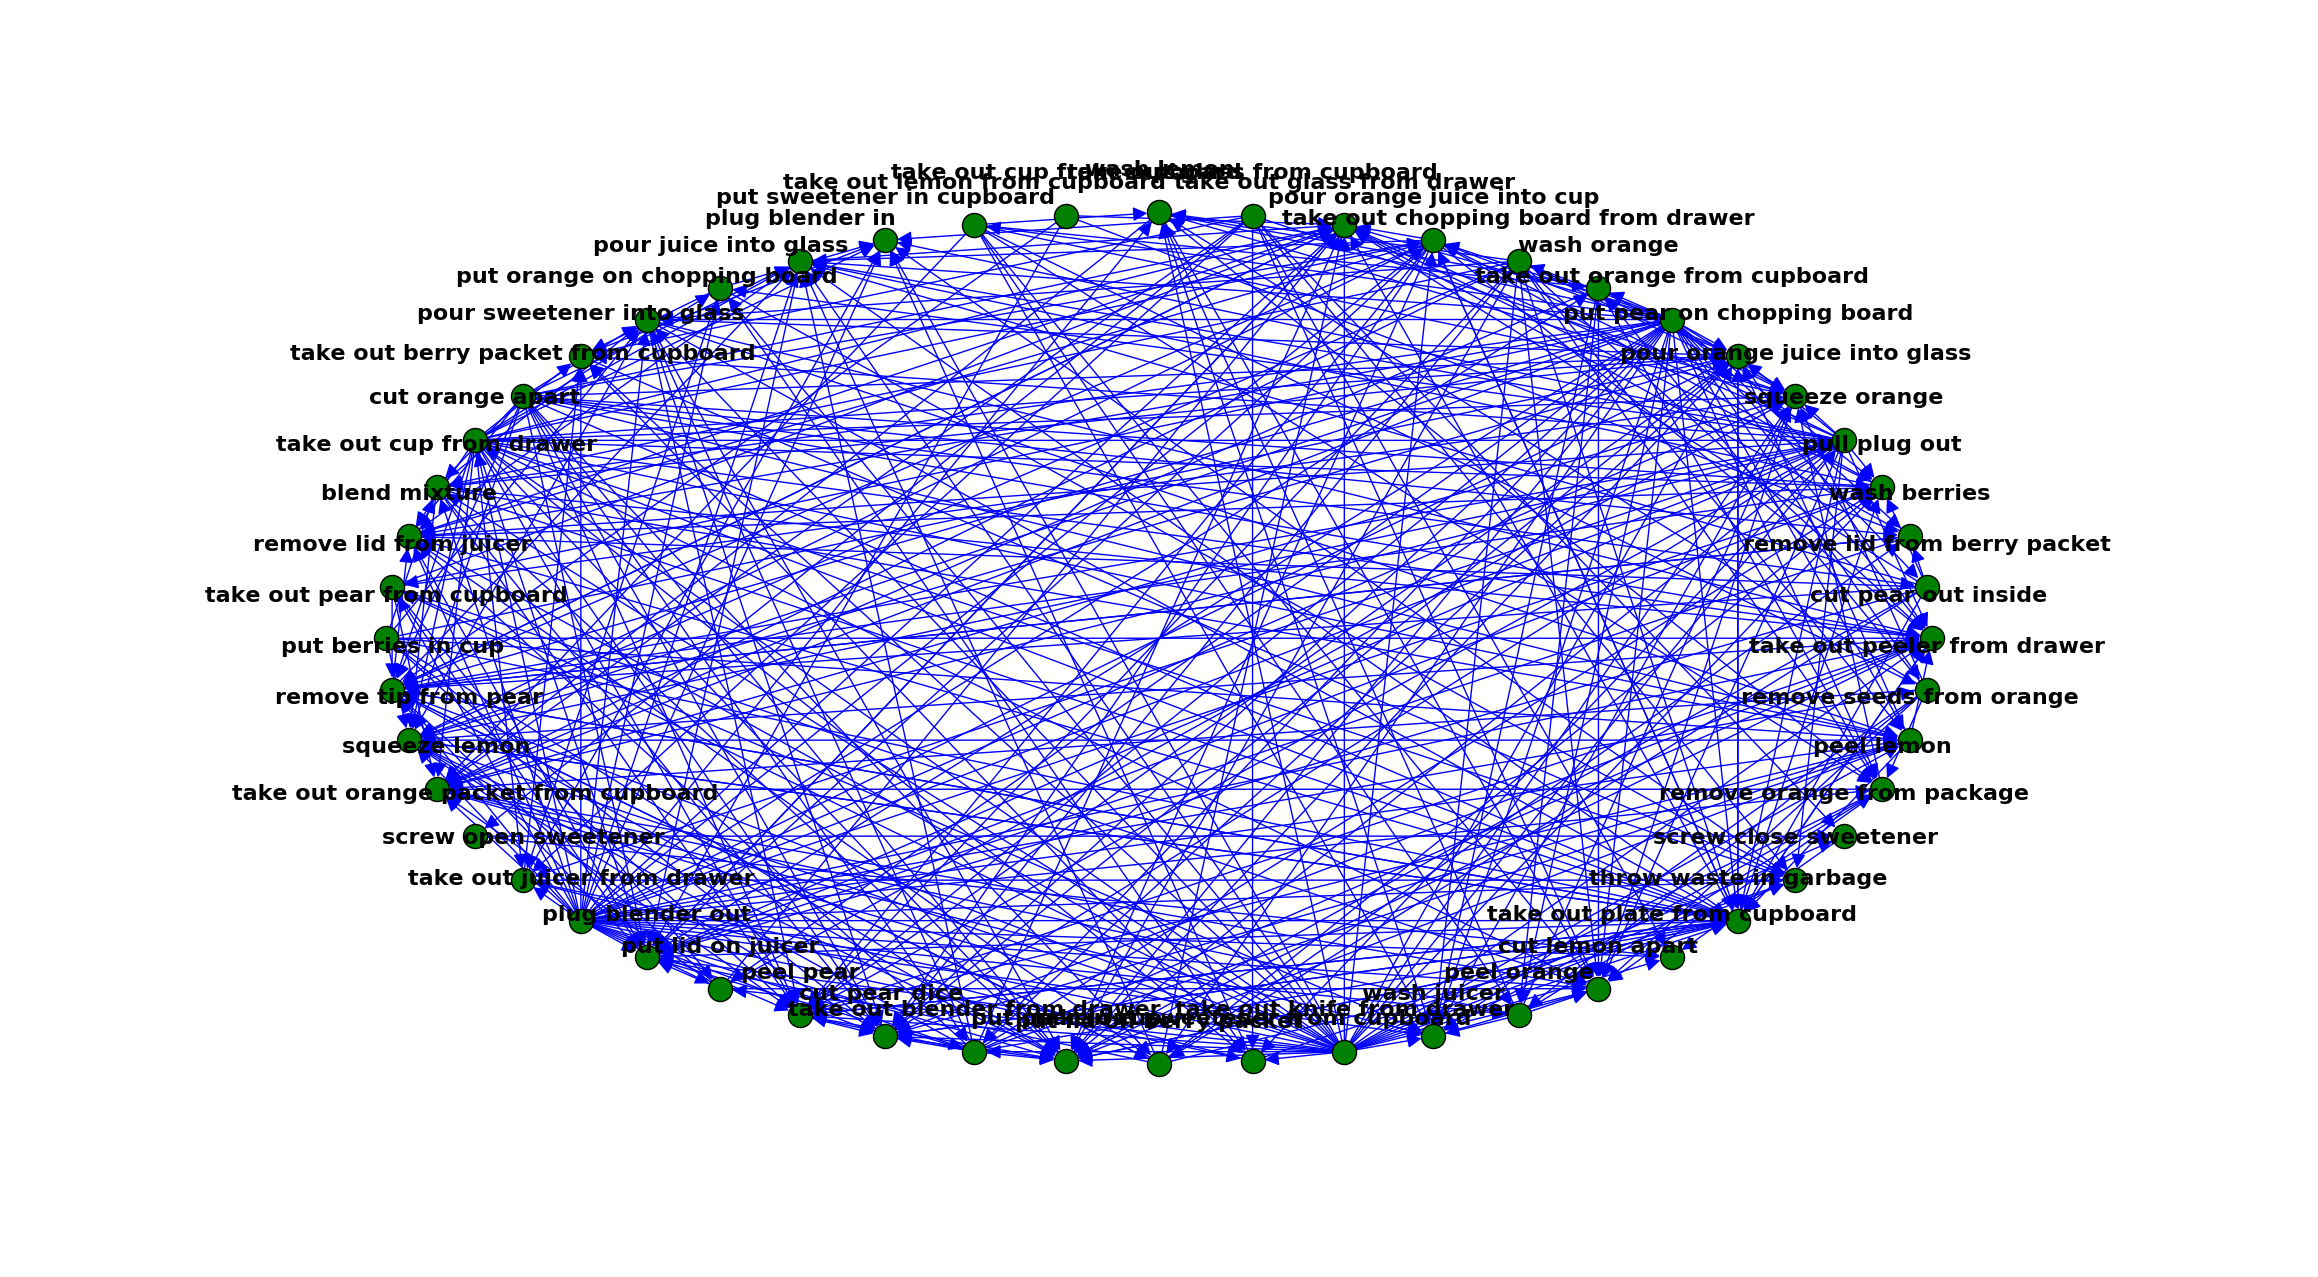 wash lemon
take out cup from cupboard
from cupboard
take out lemon from cupboard
take out glass from drawer
put sweetener in cupboard
pour orange juice into cup
plug blender in
take out chopping board from drawer
pour juice into glass
wash orange
put orange on chopping board
take out orange from cupboard
pour sweetener into glass
put pear on chopping board
take out berry packet from cupboard
pour orange juice into glass
cut orange apart
squeeze orange
take out cup from drawer
pull plug out
blend mixture
wash berries
remove lid from juicer
remove lid from berry packet
take out pear from cupboard
cut pear out inside
put berries in cup
take out peeler from drawer
remove tip from pear
remove seeds from orange
squeeze lemon
peel lemon
take out orange packet from cupboard
remove orange from package
screw open sweetener
screw close sweetener
take out juicer from drawer
throw waste in garbage
plug blender out
take out plate from cupboard
put lid on juicer
cut lemon apart
peel pear
peel orange
cut pear dice
wash juicer
take out blender from drawer
take out knife from drawer
put
from cupboard
put lid on berry packet